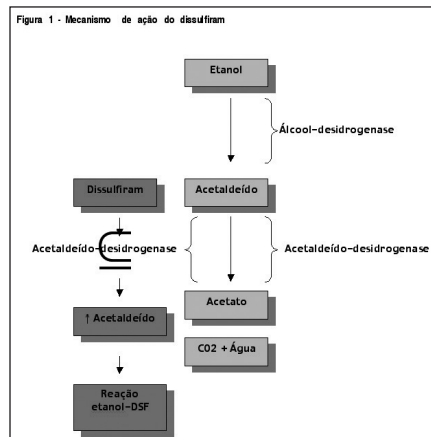 Figura 1 - Mecanismo de ação do dissulfiram
Etanol
Álcool-desidrogenase
Dissulfiram
Acetaldeído
Acetaldeído-desidrogenase
Acetaldeído-desidrogenase
↑ Acetaldeído
Acetato
CO2 + Água
Reação
etanol-DSF